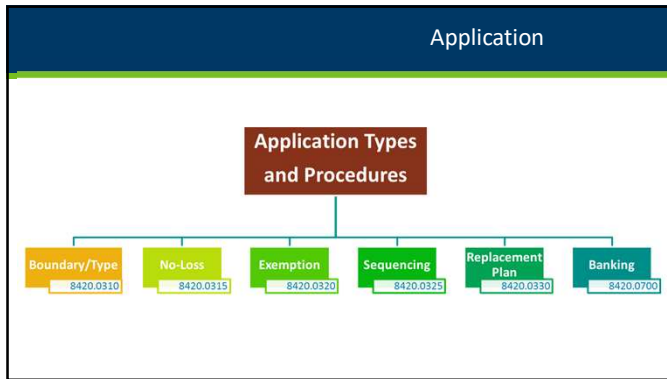 Application
Application Types
and Procedures
Boundary/Type
8420.0310
No-Loss
8420.0315
Exemption
8420.0320
Sequencing
8420.0325
Replacement
Plan
8420.0330
Banking
8420.0700